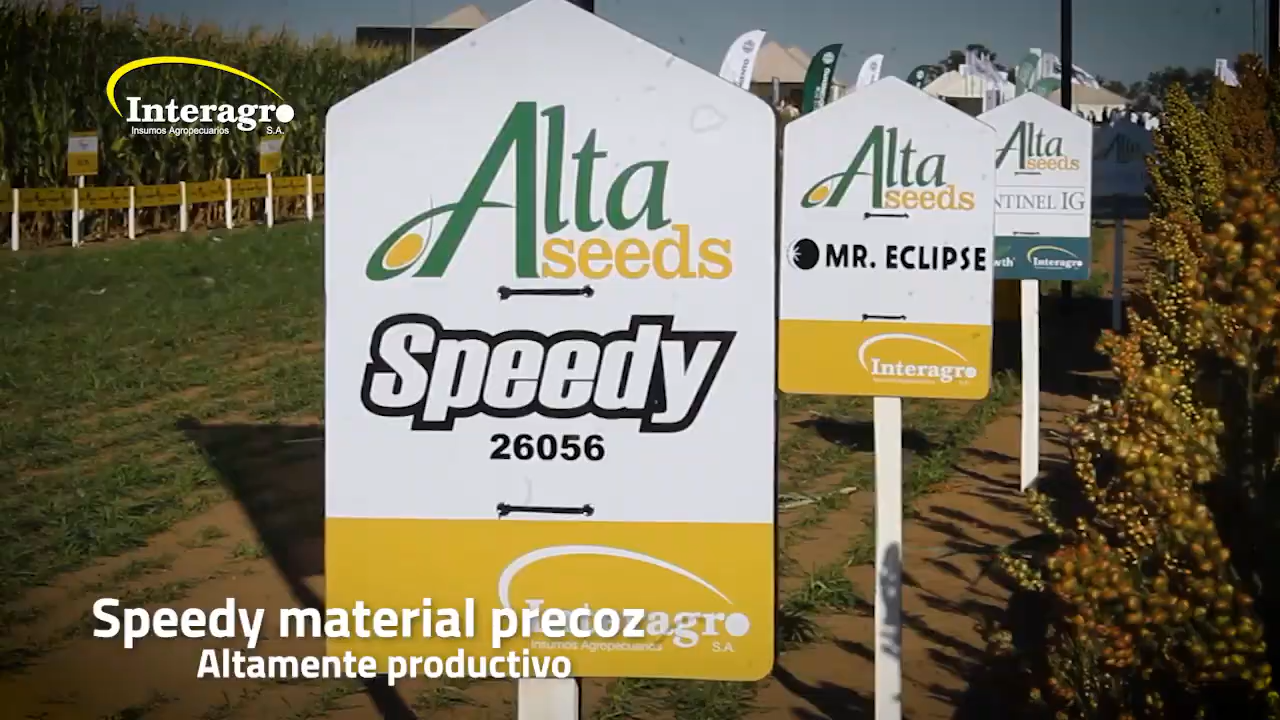 Interagro
Insumos Agropecuarios S.A.
Alta
seeds
Speedy
26056
Interagro
Insumos Agropecuarios S.A.
Alta
seeds
MR. ECLIPSE
Interagro
Alta
seeds
NTINEL IG
wth Interagro
Speedy material precoz
Altamente productivo